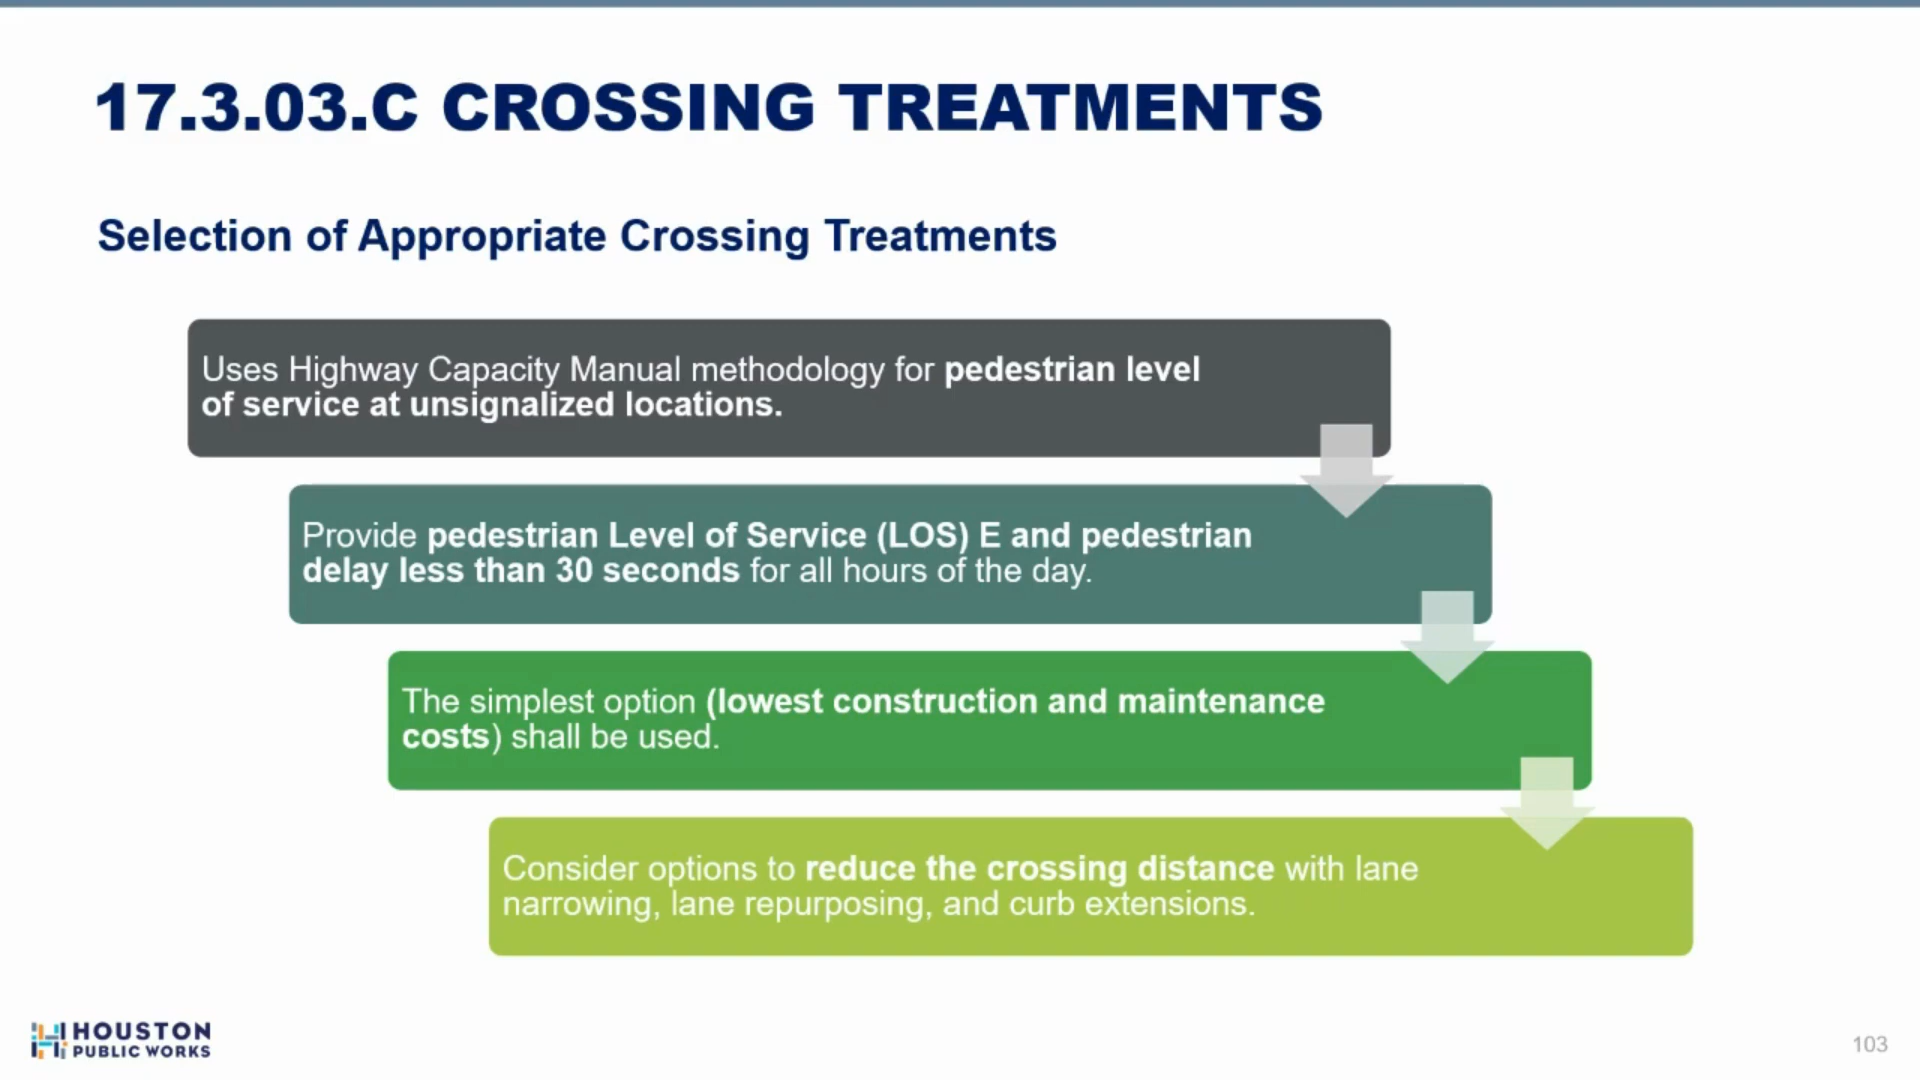 17.3.03.C CROSSING TREATMENTS
Selection of Appropriate Crossing Treatments
Uses Highway Capacity Manual methodology for pedestrian level
of service at unsignalized locations.
Provide pedestrian Level of Service (LOS) E and pedestrian
delay less than 30 seconds for all hours of the day.
The simplest option (lowest construction and maintenance
costs) shall be used.
Consider options to reduce the crossing distance with lane
narrowing, lane repurposing, and curb extensions.
HOUSTON
PUBLIC WORKS
103